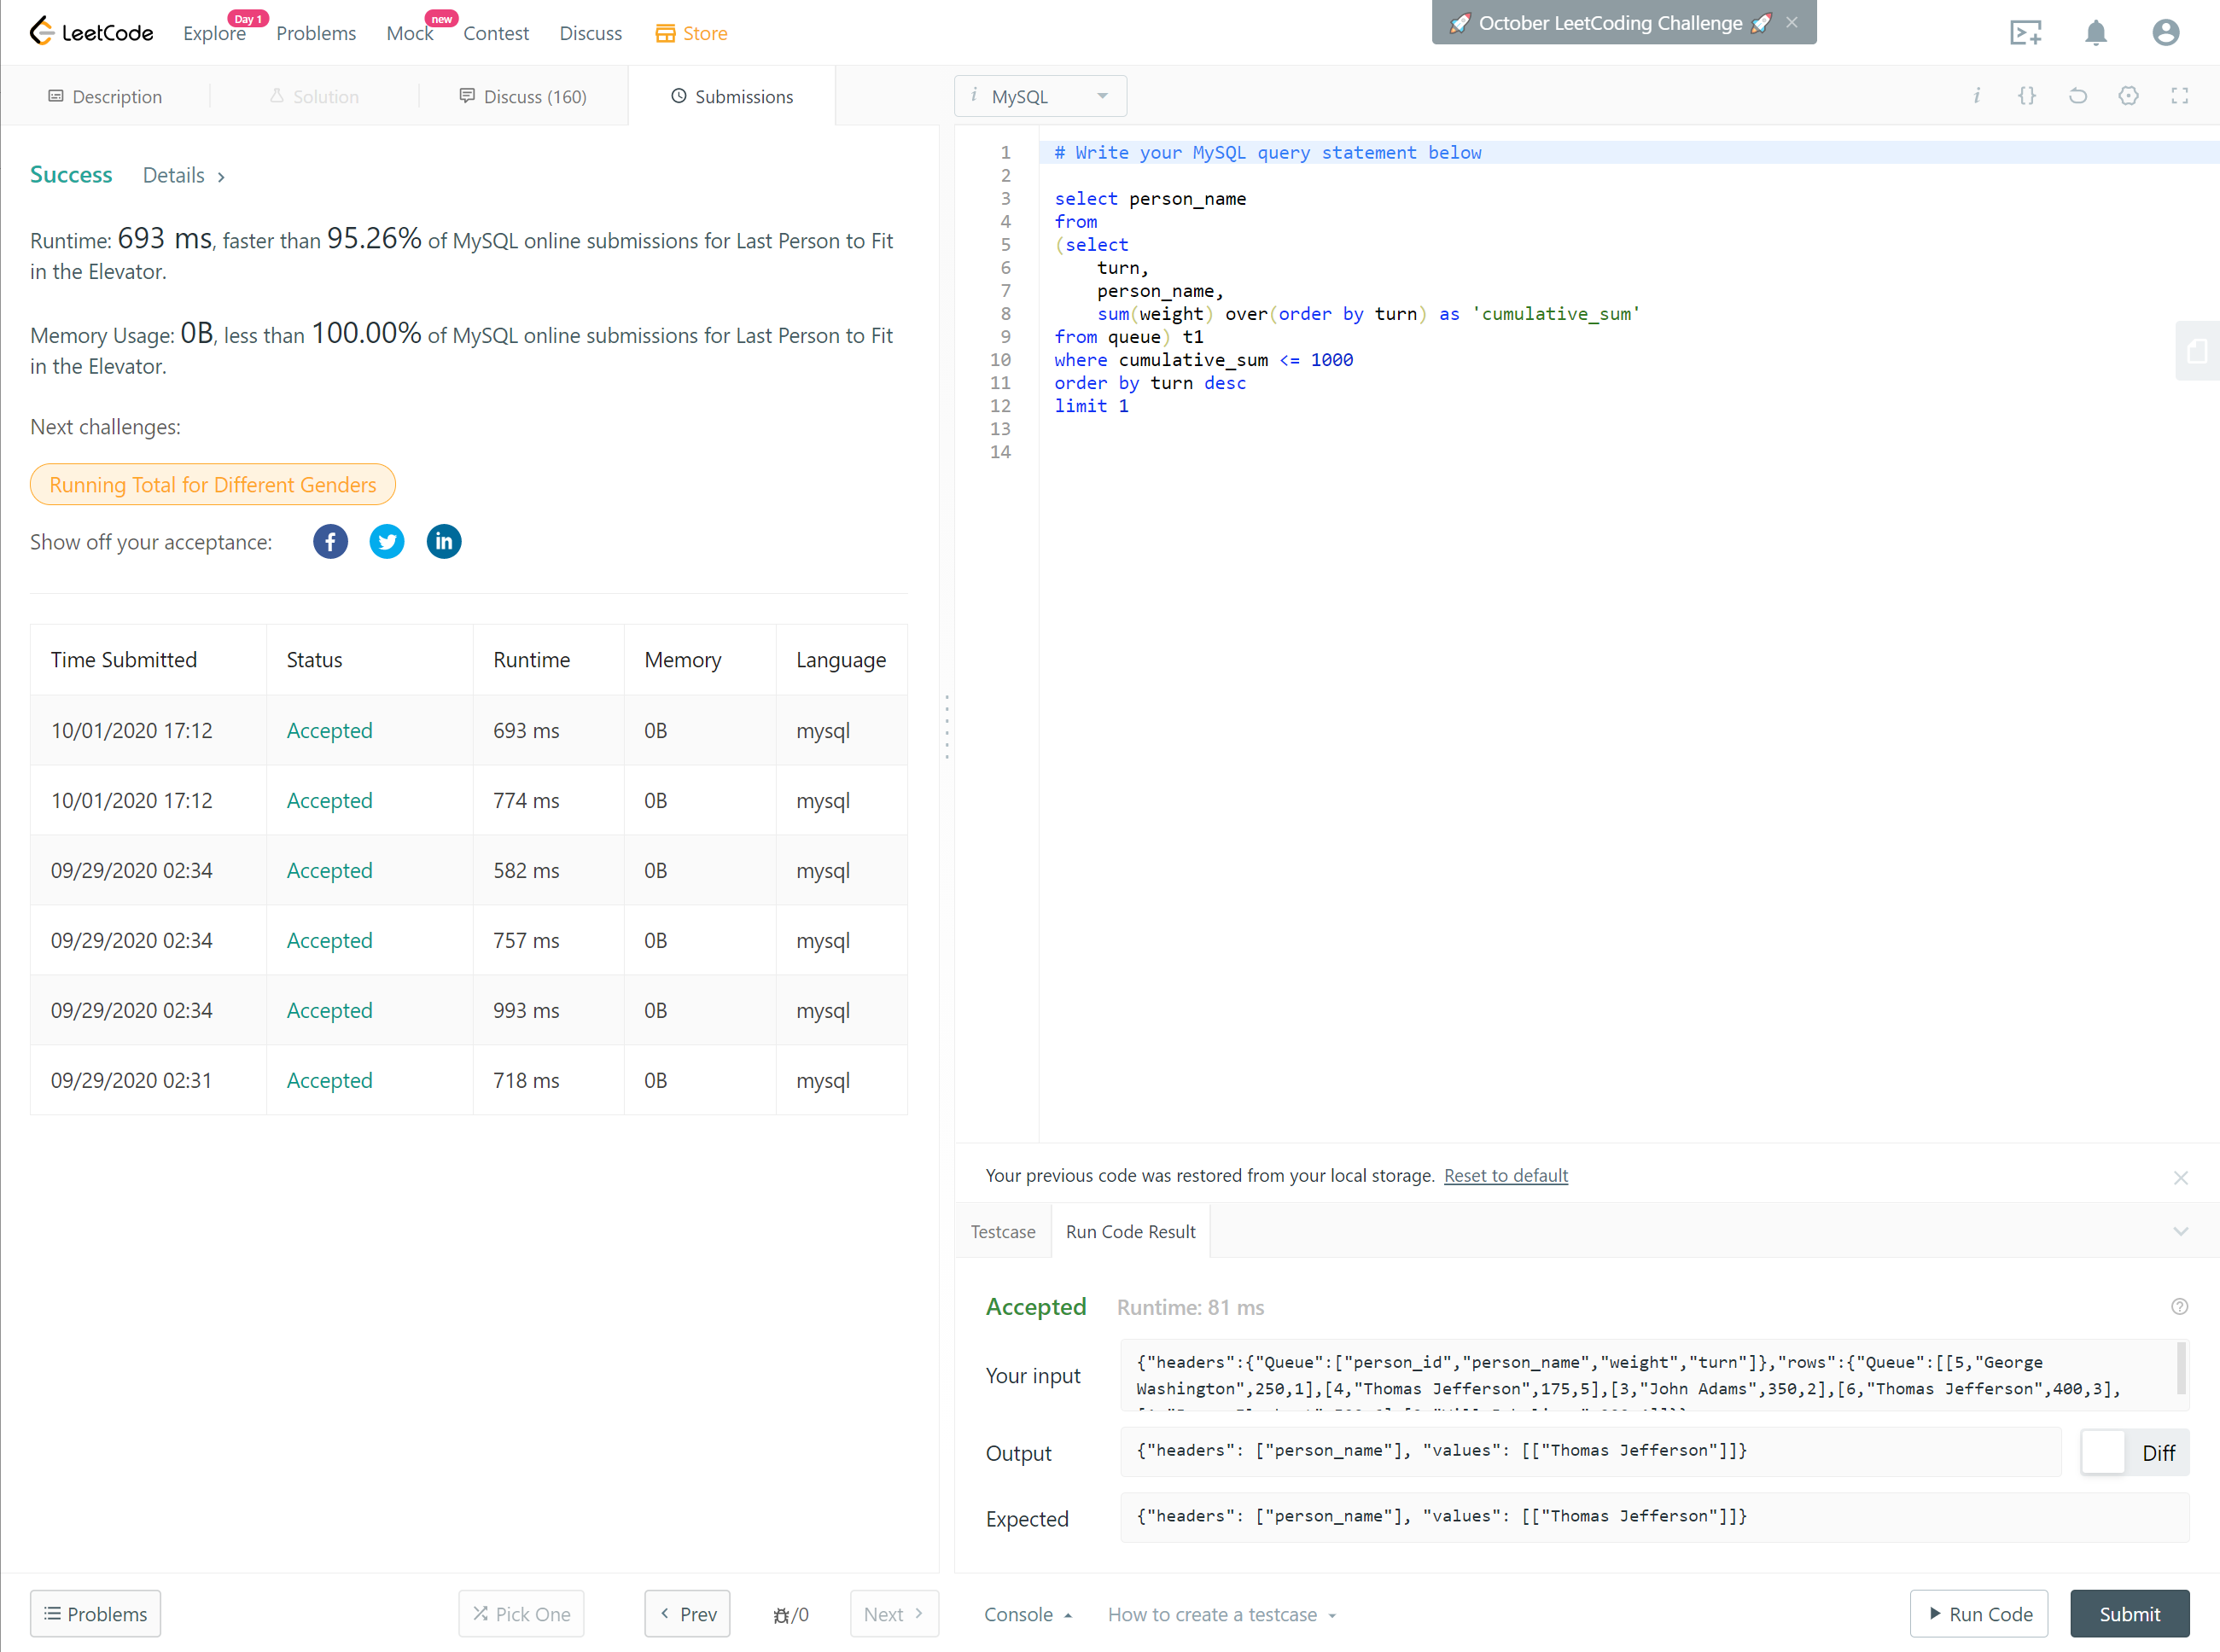 LeetCode
Explore
Day 1
Problems
Mock
new
Contest
Discuss
Store
🚀 October LeetCoding Challenge 🚀
Description
Solution
Discuss (160)
Submissions
Success
Details
Runtime: 693 ms, faster than 95.26% of MySQL online submissions for Last Person to Fit
in the Elevator.
Memory Usage: 0B, less than 100.00% of MySQL online submissions for Last Person to Fit
in the Elevator.
Next challenges:
Running Total for Different Genders
Show off your acceptance:
Time Submitted Status Runtime Memory Language
10/01/2020 17:12 Accepted 693 ms 0B mysql
10/01/2020 17:12 Accepted 774 ms 0B mysql
09/29/2020 02:34 Accepted 582 ms 0B mysql
09/29/2020 02:34 Accepted 757 ms 0B mysql
09/29/2020 02:34 Accepted 993 ms 0B mysql
09/29/2020 02:31 Accepted 718 ms 0B mysql
Problems
Pick One
Prev
/0
Next
MySQL
1 # Write your MySQL query statement below
2
3 select person_name
4 from
5 (select
6     turn,
7     person_name,
8     sum(weight) over(order by turn) as 'cumulative_sum'
9 from queue) t1
10 where cumulative_sum <= 1000
11 order by turn desc
12 limit 1
13
14
Your previous code was restored from your local storage. Reset to default
Testcase
Run Code Result
Accepted Runtime: 81 ms
Your input
{"headers":{"Queue":["person_id","person_name","weight","turn"]},"rows":{"Queue":[[5,"George
Washington",250,1],[4,"Thomas Jefferson",175,5],[3,"John Adams",350,2],[6,"Thomas Jefferson",400,3],
Output
{"headers": ["person_name"], "values": [["Thomas Jefferson"]]}
Diff
Expected
{"headers": ["person_name"], "values": [["Thomas Jefferson"]]}
Console
How to create a testcase
Run Code
Submit